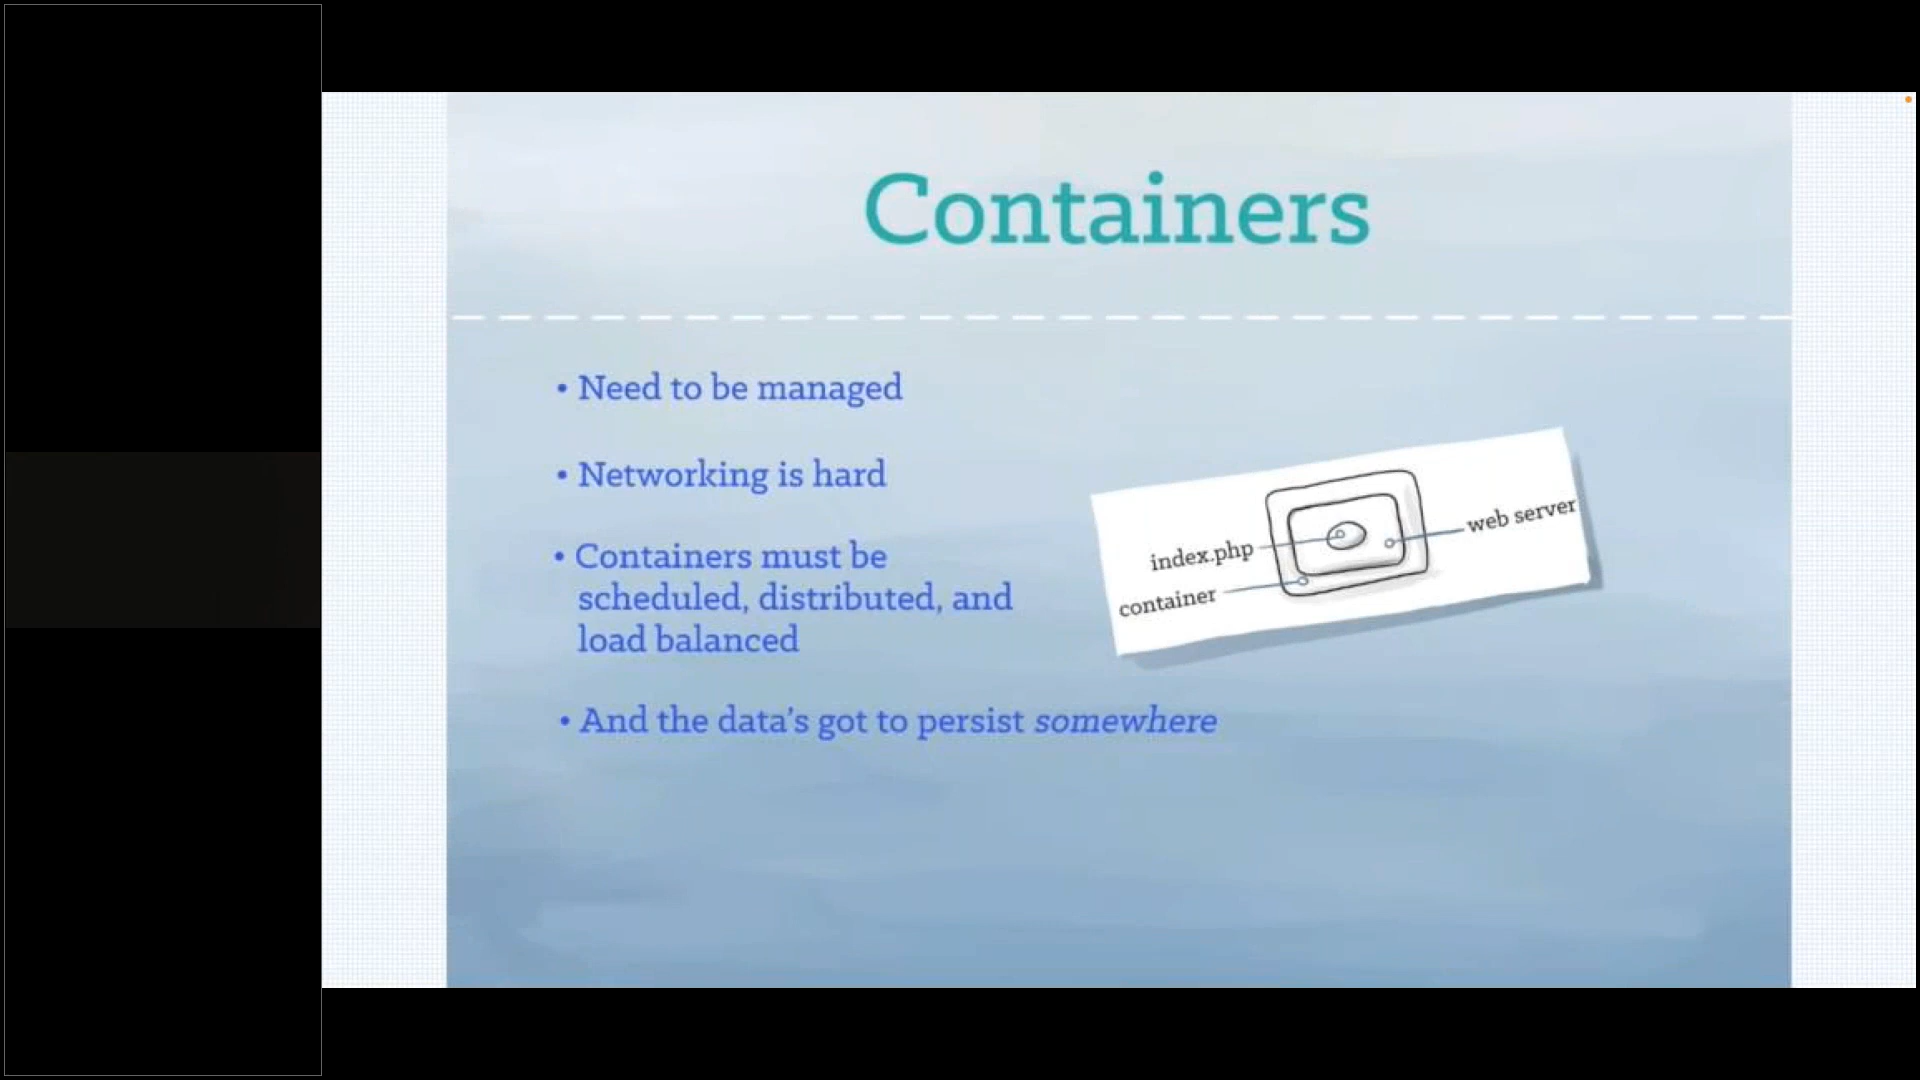 Containers
• Need to be managed
• Networking is hard
• Containers must be
scheduled, distributed, and
load balanced
• And the data’s got to persist somewhere
index.php
web server
container